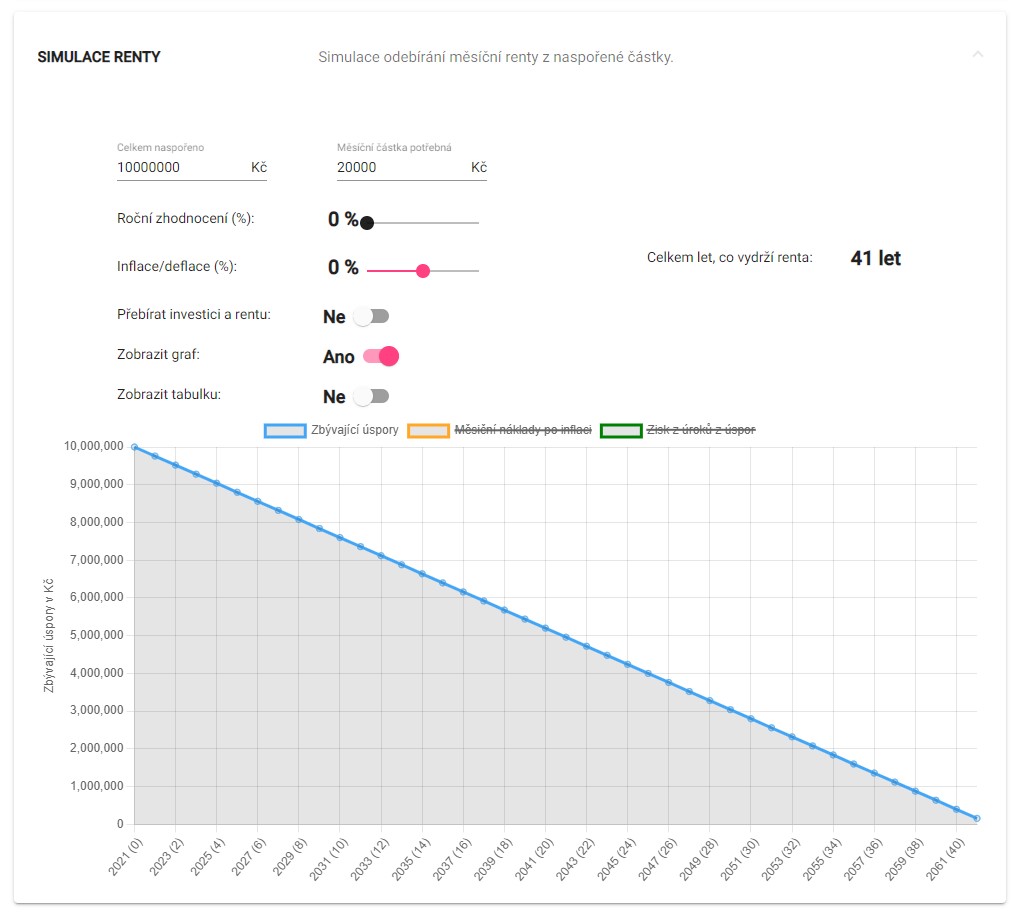 SIMULACE RENTY
Simulace odebírání měsíční renty z naspořené částky.
Celkem naspořeno
10000000 Kč
Měsíční částka potřebná
20000 Kč
Roční zhodnocení (%):
0 %
Inflace/deflace (%):
0 %
Celkem let, co vydrží renta:
41 let
Přebírat investici a rentu:
Ne
Zobrazit graf:
Ano
Zobrazit tabulku:
Ne
Zbývající úspory
Měsíční náklady po inflaci
Zisk z úroků z úspor
Zbývající úspory v Kč
10,000,000
9,000,000
8,000,000
7,000,000
6,000,000
5,000,000
4,000,000
3,000,000
2,000,000
1,000,000
0
2021 (0)
2023 (2)
2025 (4)
2027 (6)
2029 (8)
2031 (10)
2033 (12)
2035 (14)
2037 (16)
2039 (18)
2041 (20)
2043 (22)
2045 (24)
2047 (26)
2049 (28)
2051 (30)
2053 (32)
2055 (34)
2057 (36)
2059 (38)
2061 (40)